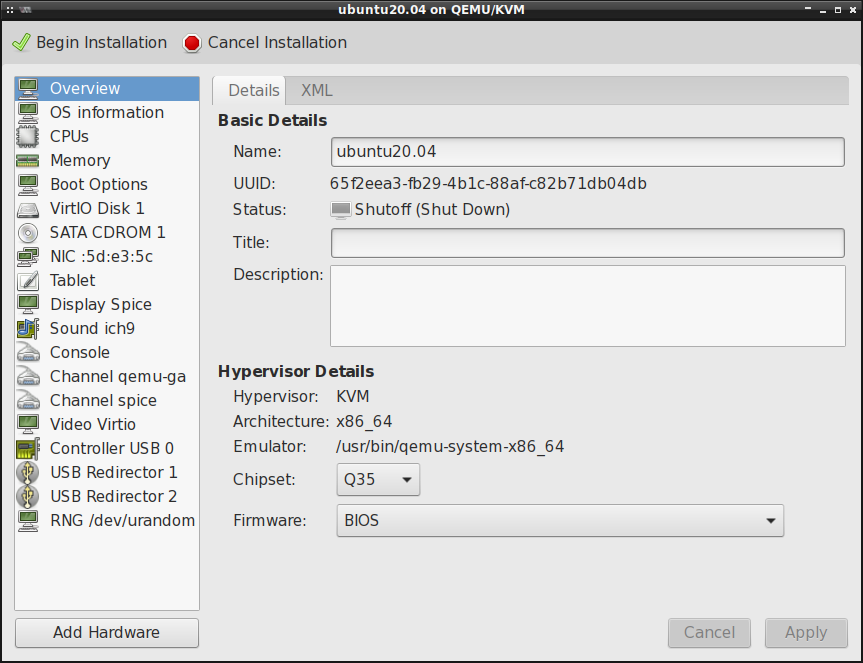 ubuntu20.04 on QEMU/KVM
Begin Installation Cancel Installation
Overview
OS information
CPUs
Memory
Boot Options
VirtIO Disk 1
SATA CDROM 1
NIC :5d:e3:5c
Tablet
Display Spice
Sound ich9
Console
Channel qemu-ga
Channel spice
Video Virtio
Controller USB 0
USB Redirector 1
USB Redirector 2
RNG /dev/urandom
Add Hardware
Details XML
Basic Details
Name: ubuntu20.04
UUID: 65f2eea3-fb29-4b1c-88af-c82b71db04db
Status: Shutoff (Shut Down)
Title:
Description:
Hypervisor Details
Hypervisor: KVM
Architecture: x86_64
Emulator: /usr/bin/qemu-system-x86_64
Chipset: Q35
Firmware: BIOS
Cancel Apply